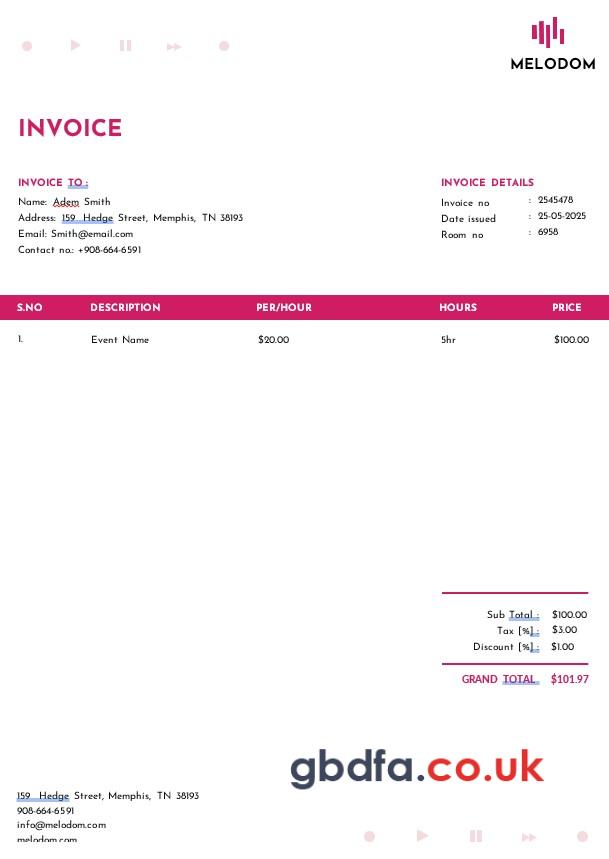 MELODOM
INVOICE
INVOICE TO :
Name: Adem Smith
Address: 159 Hedge Street, Memphis, TN 38193
Email: Smith@email.com
Contact no.: +908-664-6591
INVOICE DETAILS
Invoice no : 2545478
Date issued : 25-05-2025
Room no : 6958
S.NO DESCRIPTION PER/HOUR HOURS PRICE
1. Event Name $20.00 5hr $100.00
Sub Total : $100.00
Tax [%] : $3.00
Discount [%] : $1.00
GRAND TOTAL $101.97
gbdfa.co.uk
159 Hedge Street, Memphis, TN 38193
908-664-6591
info@melodom.com
melodom.com